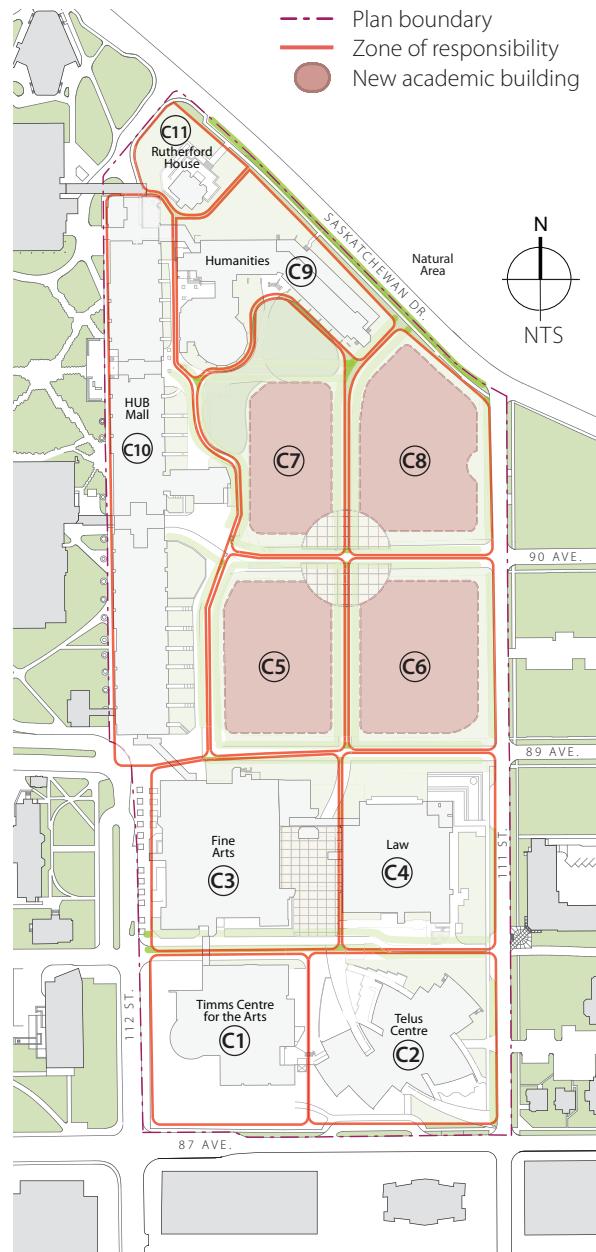 Plan boundary
Zone of responsibility
New academic building
C11
Rutherford
House
SASKATCHEWAN DR.
Natural
Area
N
NTS
Humanities
C9
HUB
Mall
C10
C7
C8
90 AVE.
C5
C6
89 AVE.
Fine
Arts
C3
Law
C4
111 ST.
112 ST.
Timms Centre
for the Arts
C1
Telus
Centre
C2
87 AVE.